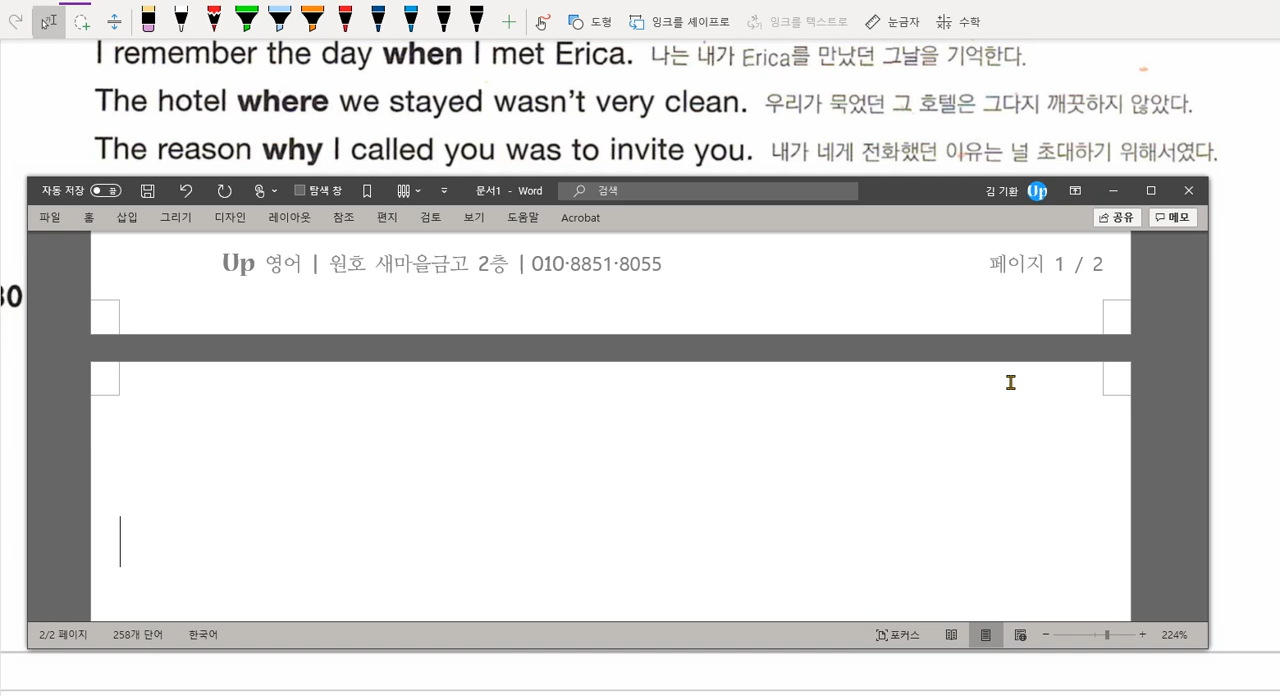 도형 잉크를 셰이프로 잉크를 텍스트로 눈금자 수학
I remember the day when I met Erica. 나는 내가 Erica를 만났던 그날을 기억한다.
The hotel where we stayed wasn't very clean. 우리가 묵었던 그 호텔은 그다지 깨끗하지 않았다.
The reason why I called you was to invite you. 내가 네게 전화했던 이유는 널 초대하기 위해서였다.
자동 저장 끔 탐색 창 문서1 - Word 검색 김 기환 Up
파일 홈 삽입 그리기 디자인 레이아웃 참조 편지 검토 보기 도움말 Acrobat 공유 메모
Up 영어 | 원호 새마을금고 2층 | 010·8851·8055 페이지 1 / 2
30
2/2 페이지 258개 단어 한국어 포커스 224%